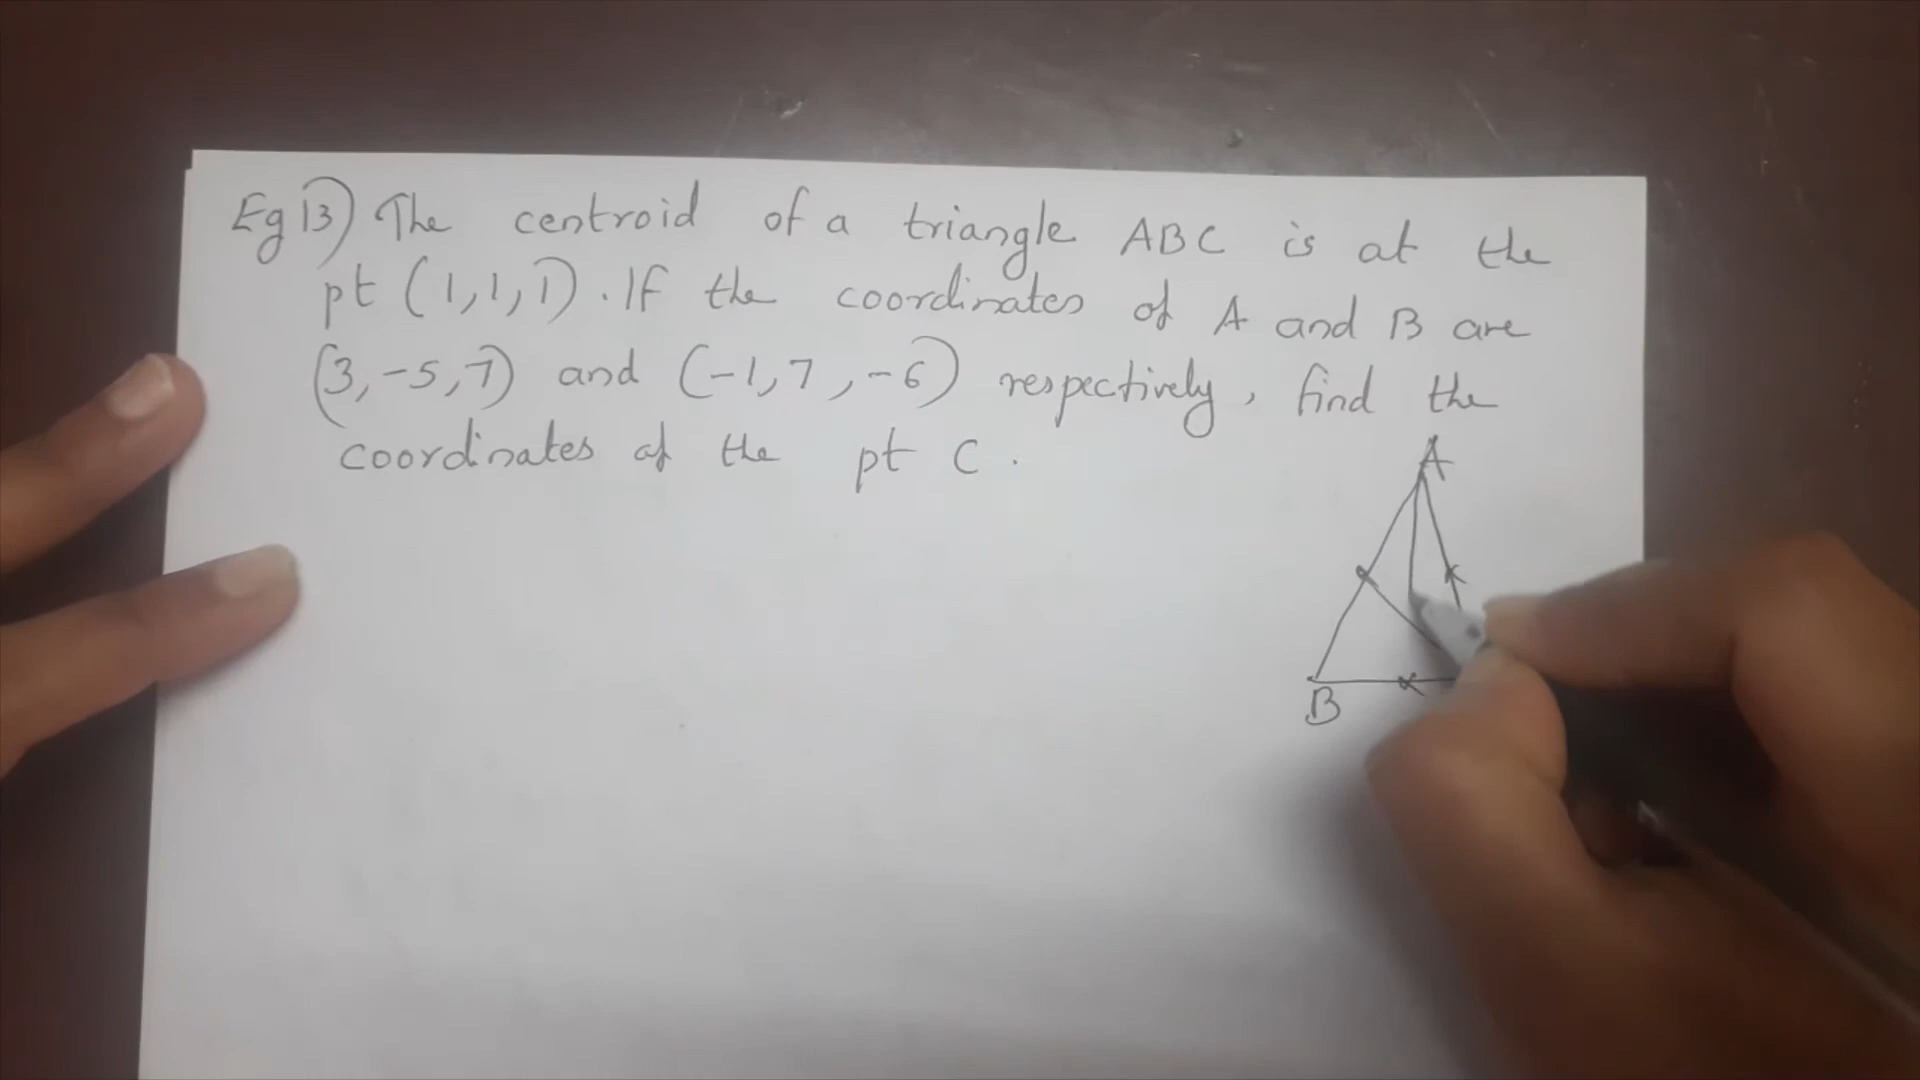 Eg 13) The centroid of a triangle ABC is at the
pt (1,1,1). If the coordinates of A and B are
(3,-5,7) and (-1,7,-6) respectively, find the
coordinates of the pt C.
A
B